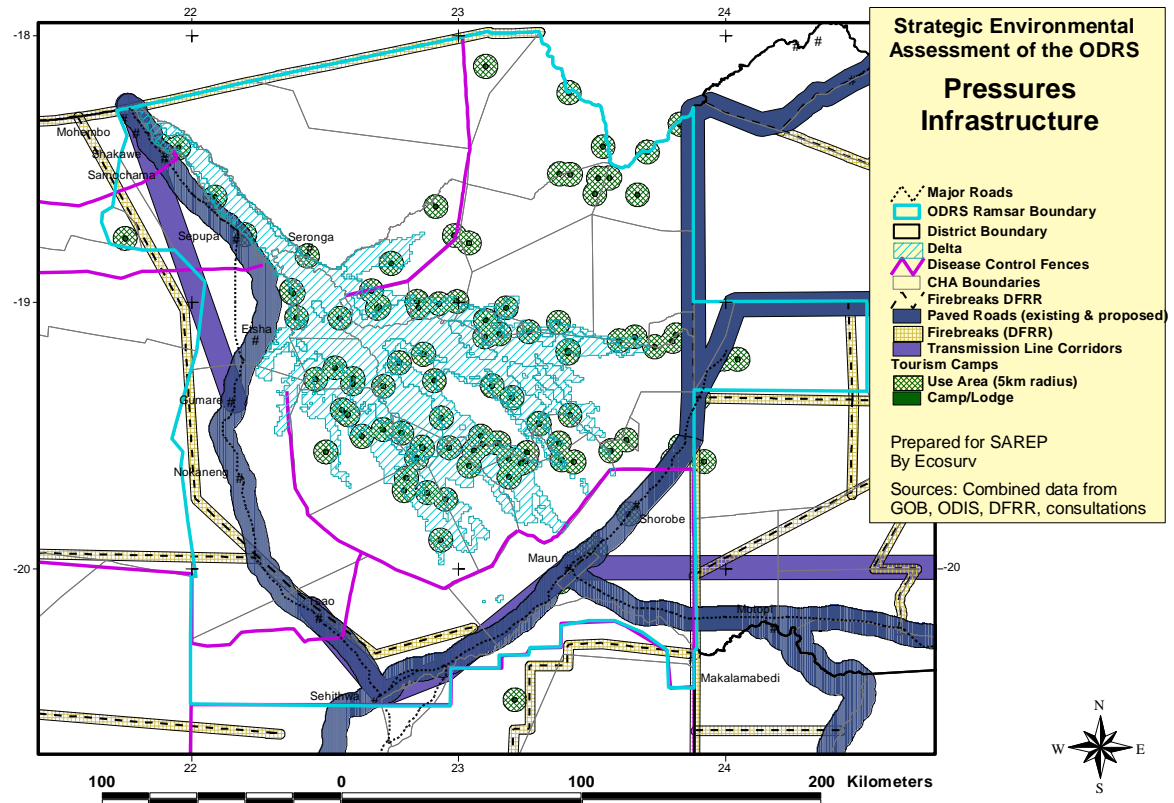 22
23
24
-18
Mohembo
Shakawe
Samochama
Sepupa
Seronga
-19
Etsha
Gumare
Nokaneng
Shorobe
Maun
-20
-20
Motopi
Makalamabedi
Sehithwa
22
23
24
100 0 100 200 Kilometers
Strategic Environmental
Assessment of the ODRS
Pressures
Infrastructure
Major Roads
ODRS Ramsar Boundary
District Boundary
Delta
Disease Control Fences
CHA Boundaries
Firebreaks DFRR
Paved Roads (existing & proposed)
Firebreaks (DFRR)
Transmission Line Corridors
Tourism Camps
Use Area (5km radius)
Camp/Lodge
Prepared for SAREP
By Ecosurv
Sources: Combined data from
GOB, ODIS, DFRR, consultations
N
W E
S